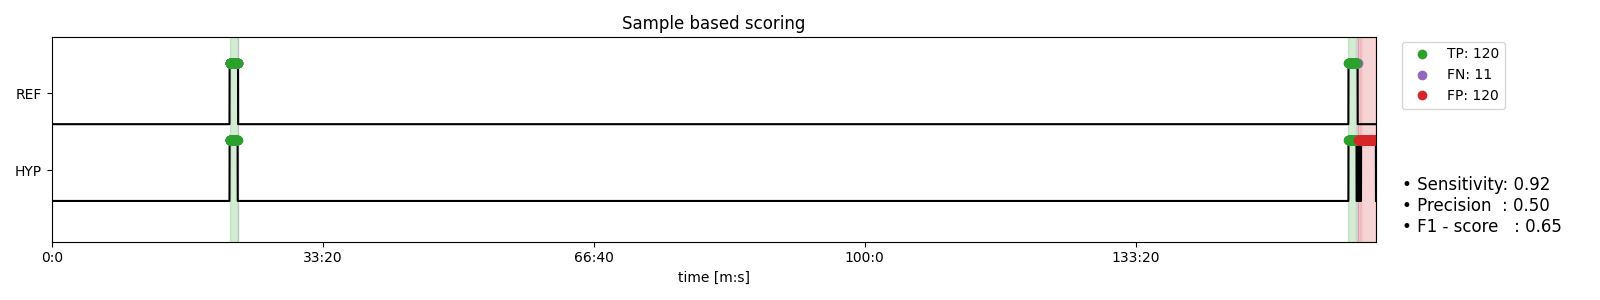 Sample based scoring
REF
HYP
0:0
33:20
66:40
100:0
133:20
time [m:s]
TP: 120
FN: 11
FP: 120
• Sensitivity: 0.92
• Precision  : 0.50
• F1 - score   : 0.65